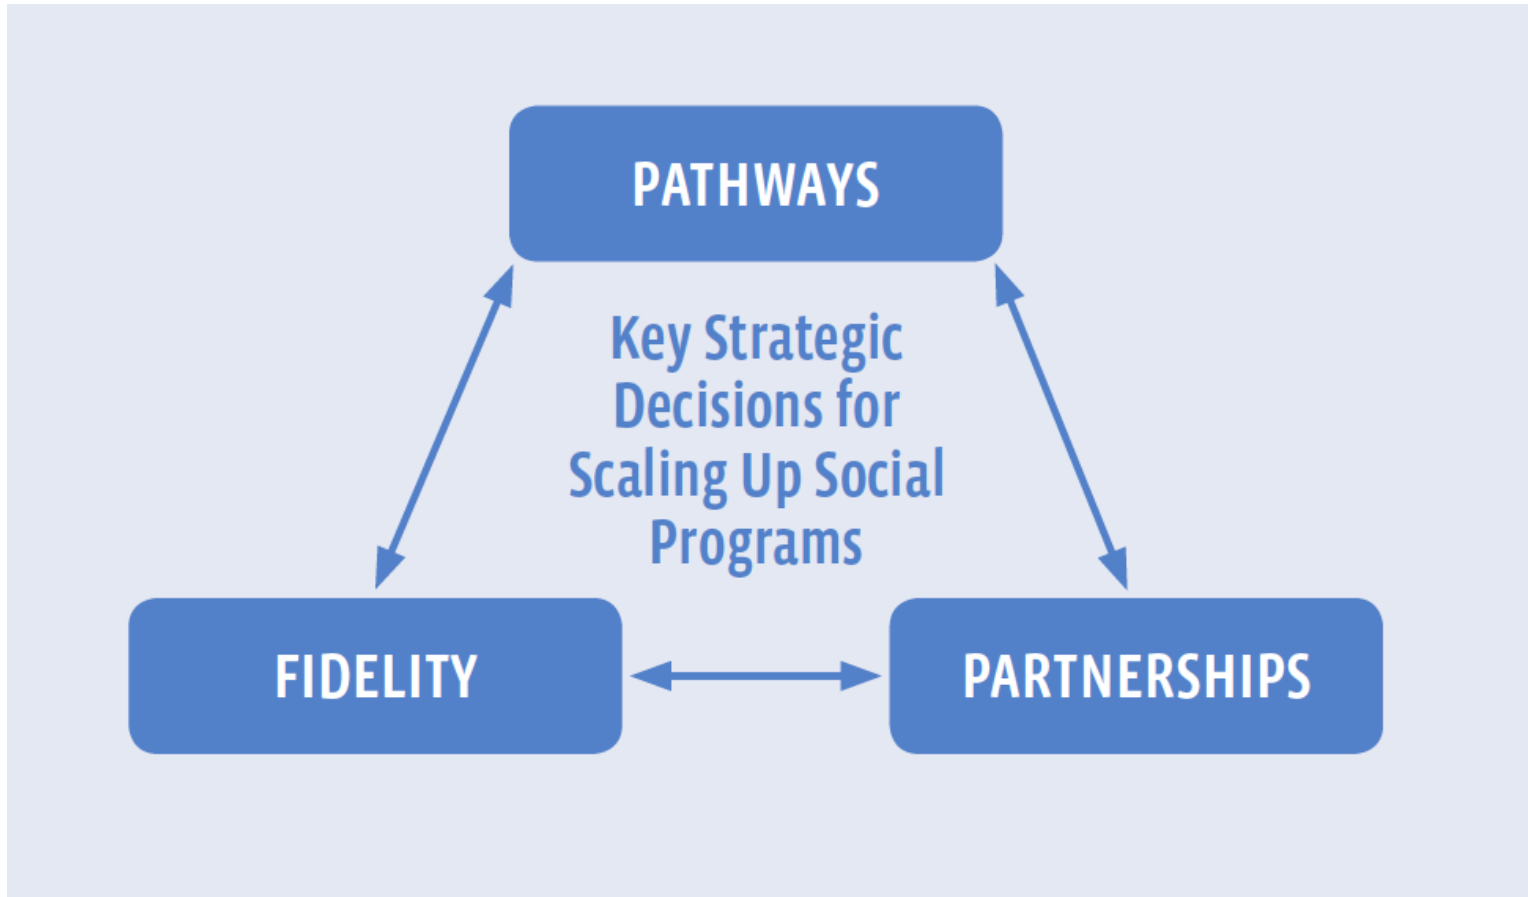 PATHWAYS
Key Strategic
Decisions for
Scaling Up Social
Programs
FIDELITY
PARTNERSHIPS